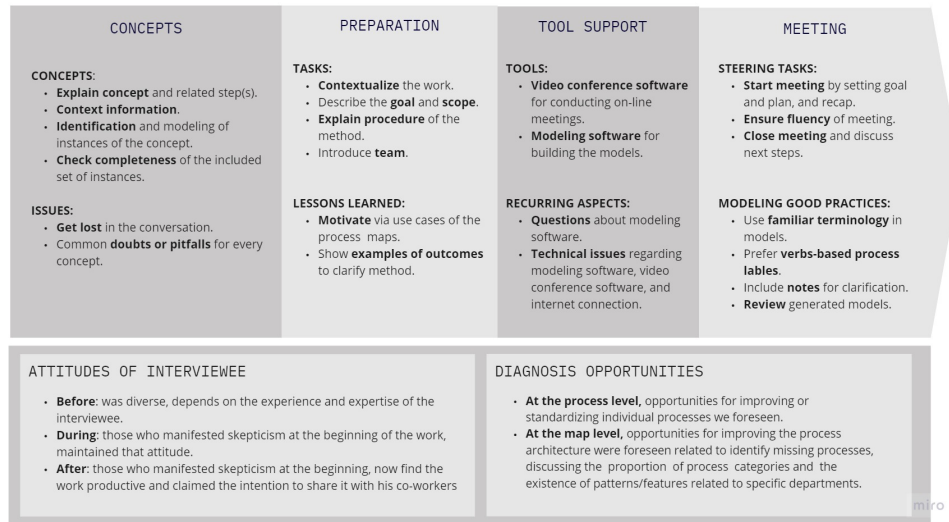 CONCEPTS
CONCEPTS:
• Explain concept and related step(s).
• Context information.
• Identification and modeling of
instances of the concept.
• Check completeness of the included
set of instances.
ISSUES:
• Get lost in the conversation.
• Common doubts or pitfalls for every
concept.
PREPARATION
TASKS:
• Contextualize the work.
• Describe the goal and scope.
• Explain procedure of the
method.
• Introduce team.
LESSONS LEARNED:
• Motivate via use cases of the
process maps.
• Show examples of outcomes
to clarify method.
TOOL SUPPORT
TOOLS:
• Video conference software
for conducting on-line
meetings.
• Modeling software for
building the models.
RECURRING ASPECTS:
• Questions about modeling
software.
• Technical issues regarding
modeling software, video
conference software, and
internet connection.
MEETING
STEERING TASKS:
• Start meeting by setting goal
and plan, and recap.
• Ensure fluency of meeting.
• Close meeting and discuss
next steps.
MODELING GOOD PRACTICES:
• Use familiar terminology in
models.
• Prefer verbs-based process
lables.
• Include notes for clarification.
• Review generated models.
ATTITUDES OF INTERVIEWEE
• Before: was diverse, depends on the experience and expertise of the
interviewee.
• During: those who manifested skepticism at the beginning of the work,
maintained that attitude.
• After: those who manifested skepticism at the beginning, now find the
work productive and claimed the intention to share it with his co-workers
DIAGNOSIS OPPORTUNITIES
• At the process level, opportunities for improving or
standardizing individual processes we foreseen.
• At the map level, opportunities for improving the process
architecture were foreseen related to identify missing processes,
discussing the proportion of process categories and the
existence of patterns/features related to specific departments.
miro